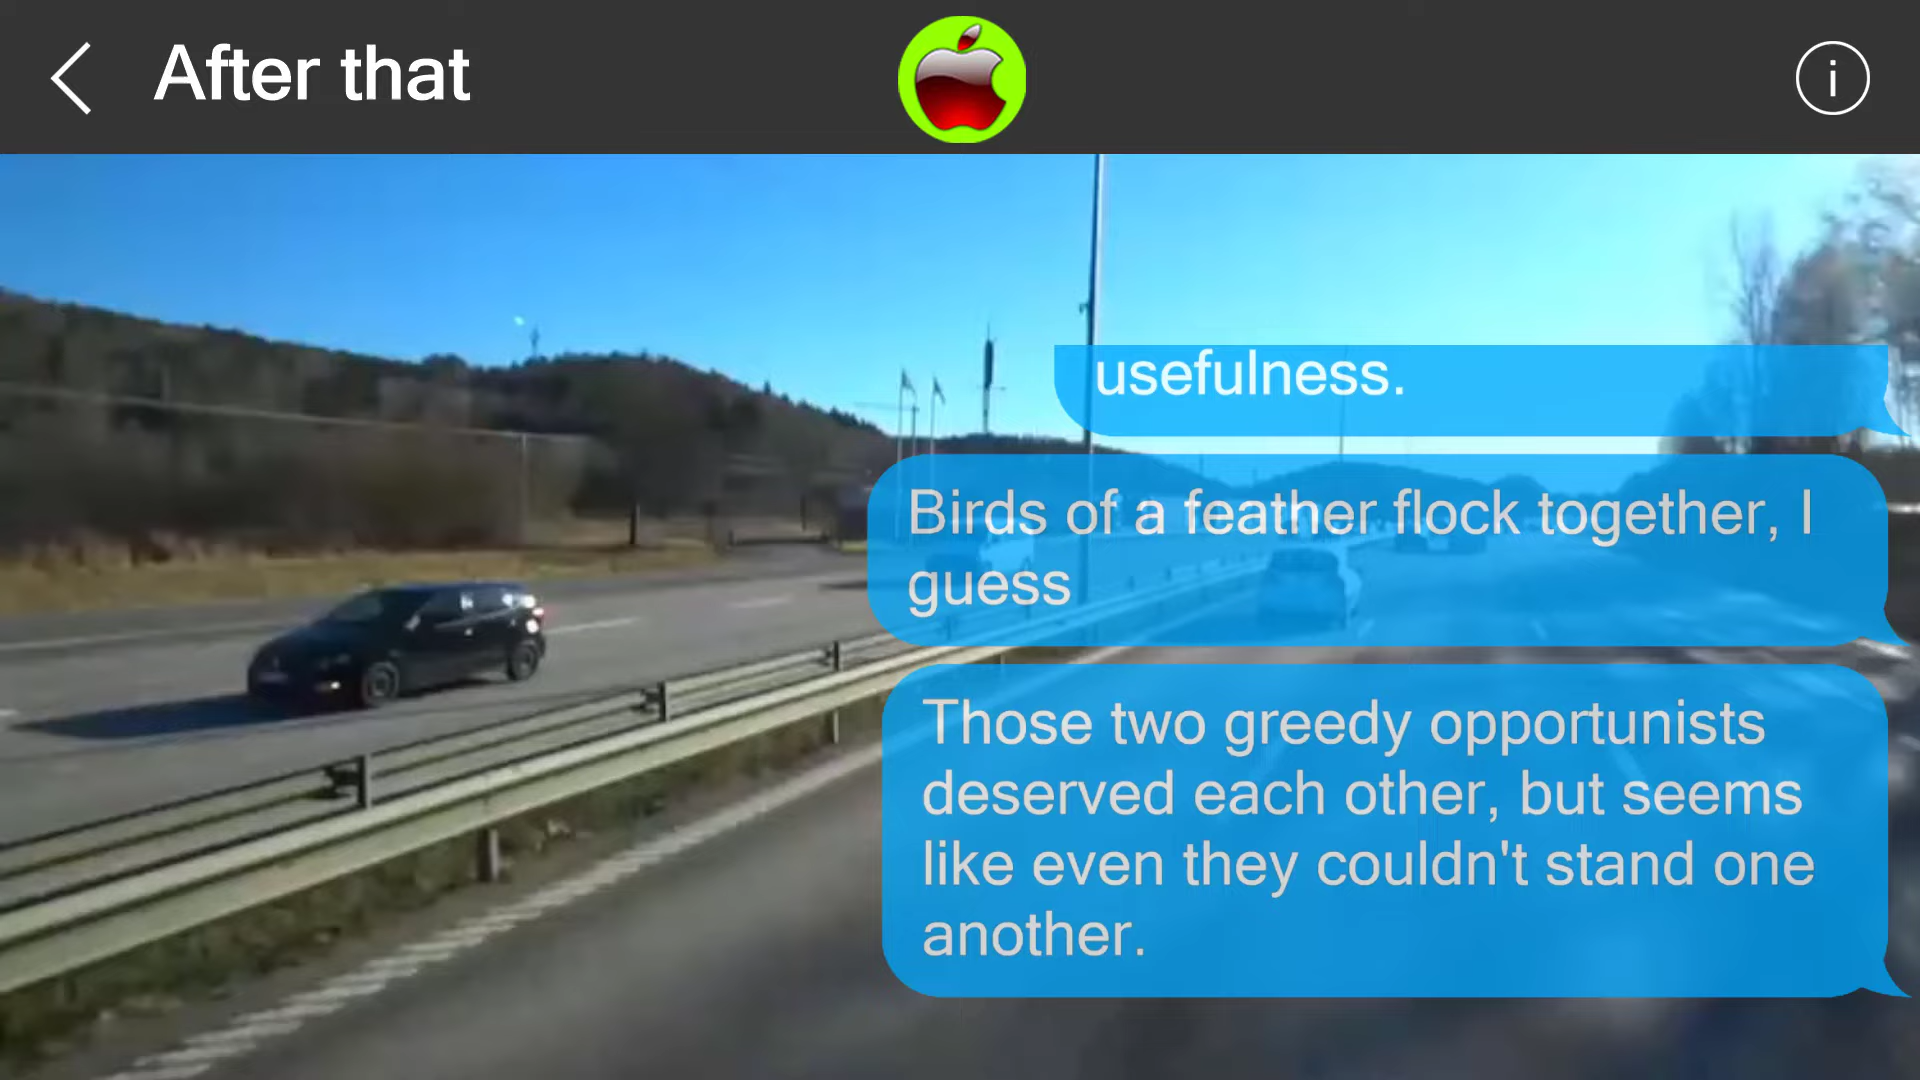 After that
usefulness.
Birds of a feather flock together, I
guess
Those two greedy opportunists
deserved each other, but seems
like even they couldn't stand one
another.